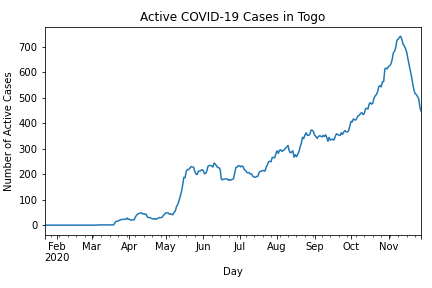 Active COVID-19 Cases in Togo
Number of Active Cases
700
600
500
400
300
200
100
0
Feb Mar Apr May Jun Jul Aug Sep Oct Nov
2020
Day